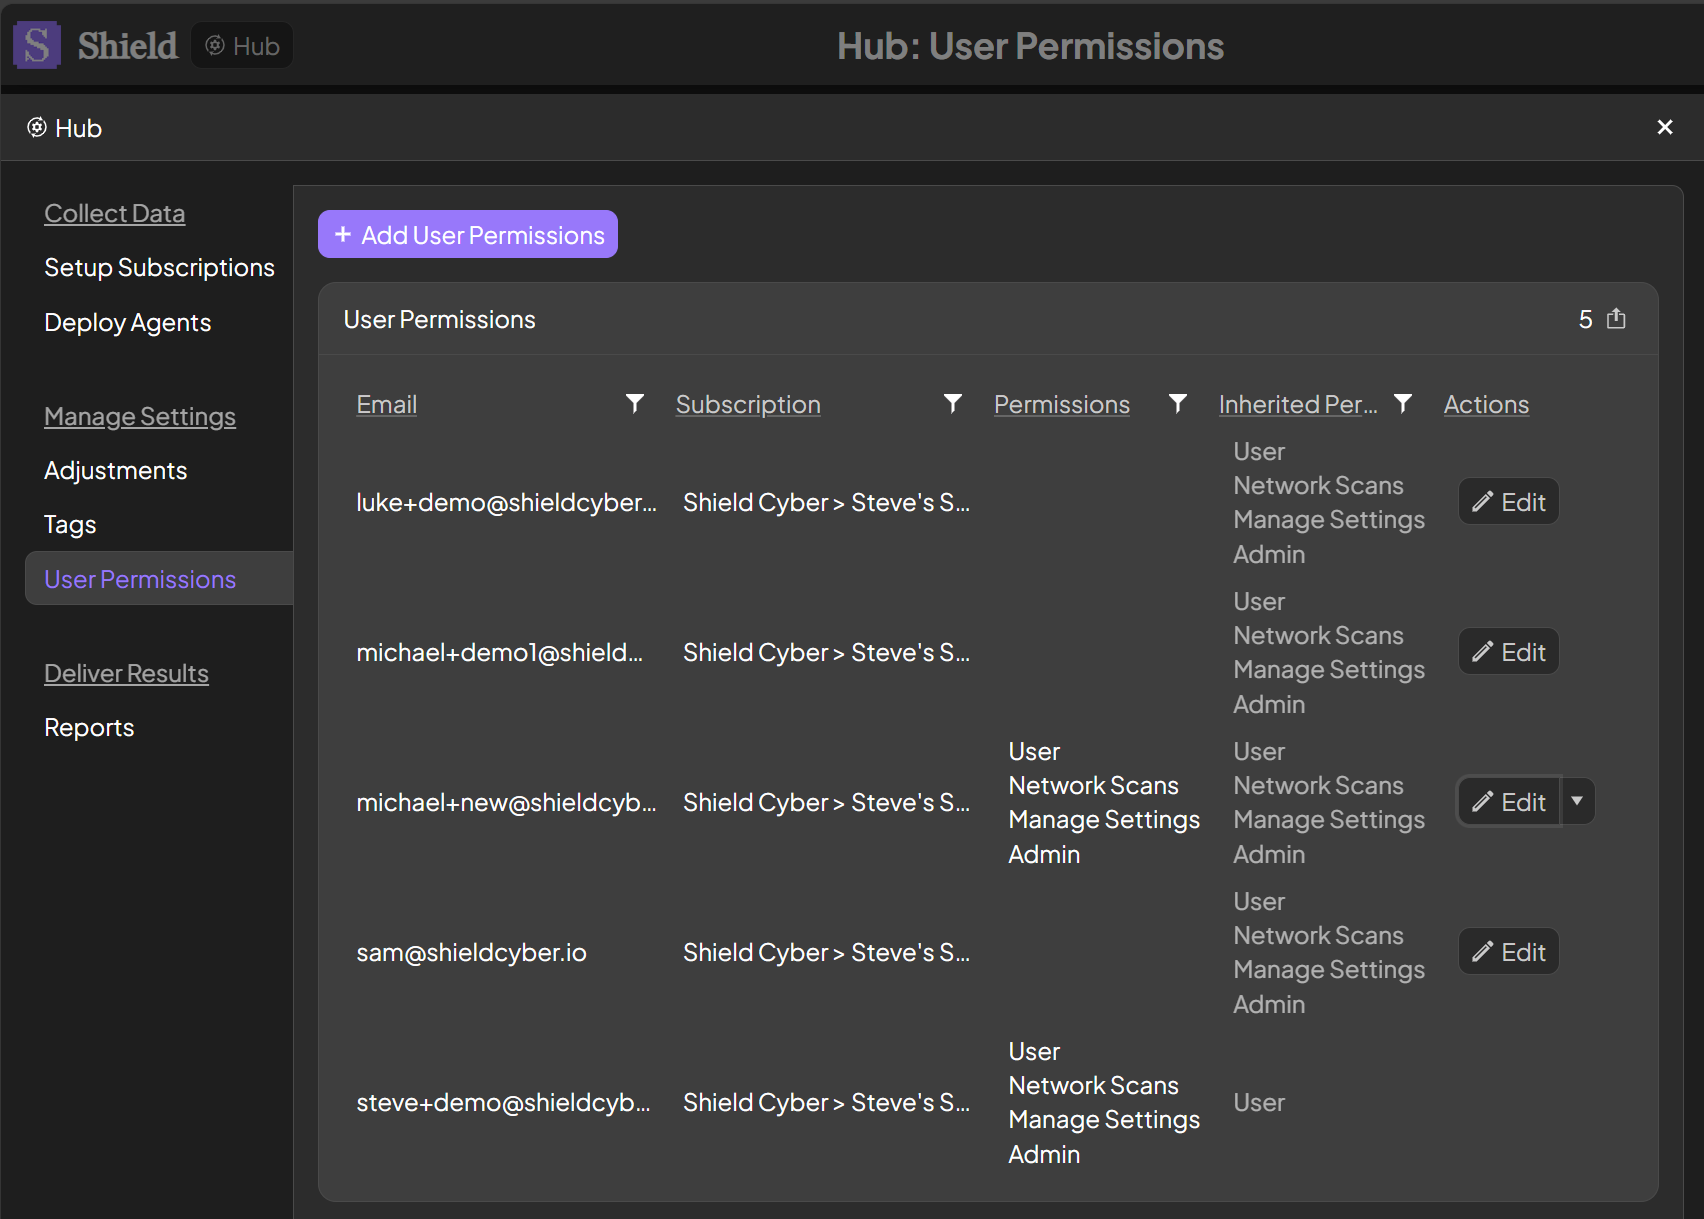 S Shield Hub
Hub: User Permissions
Hub
Collect Data
Setup Subscriptions
Deploy Agents
Manage Settings
Adjustments
Tags
User Permissions
Deliver Results
Reports
+ Add User Permissions
User Permissions 5
Email Subscription Permissions Inherited Per... Actions
luke+demo@shieldcyber... Shield Cyber > Steve's S... Edit
User
Network Scans
Manage Settings
Admin
michael+demo1@shield... Shield Cyber > Steve's S... Edit
User
Network Scans
Manage Settings
Admin
michael+new@shieldcyb... Shield Cyber > Steve's S... Edit
User
Network Scans
Manage Settings
Admin
User
Network Scans
Manage Settings
Admin
sam@shieldcyber.io Shield Cyber > Steve's S... Edit
User
Network Scans
Manage Settings
Admin
steve+demo@shieldcyb... Shield Cyber > Steve's S...
User
Network Scans
Manage Settings
Admin
User